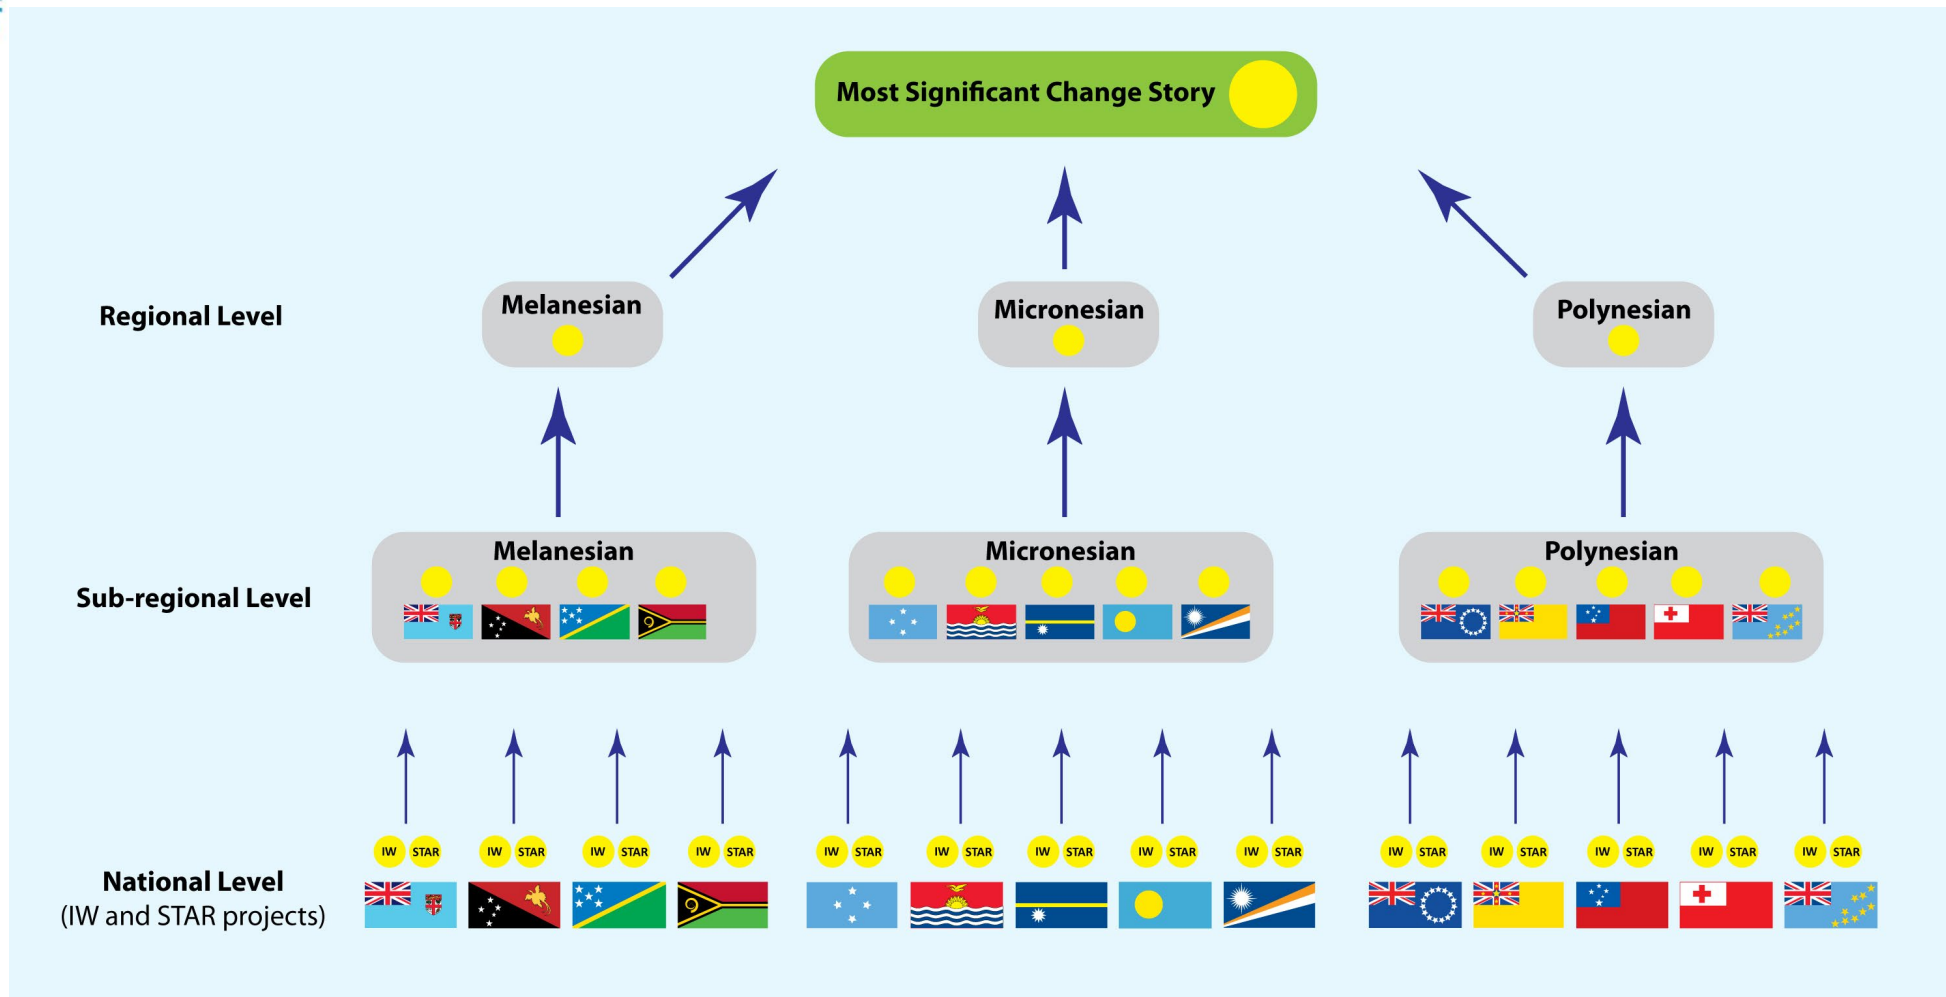 Most Significant Change Story
Regional Level
Melanesian
Micronesian
Polynesian
Sub-regional Level
Melanesian
Micronesian
Polynesian
IW STAR IW STAR IW STAR IW STAR IW STAR IW STAR IW STAR IW STAR IW STAR IW STAR IW STAR IW STAR IW STAR IW STAR
National Level
(IW and STAR projects)